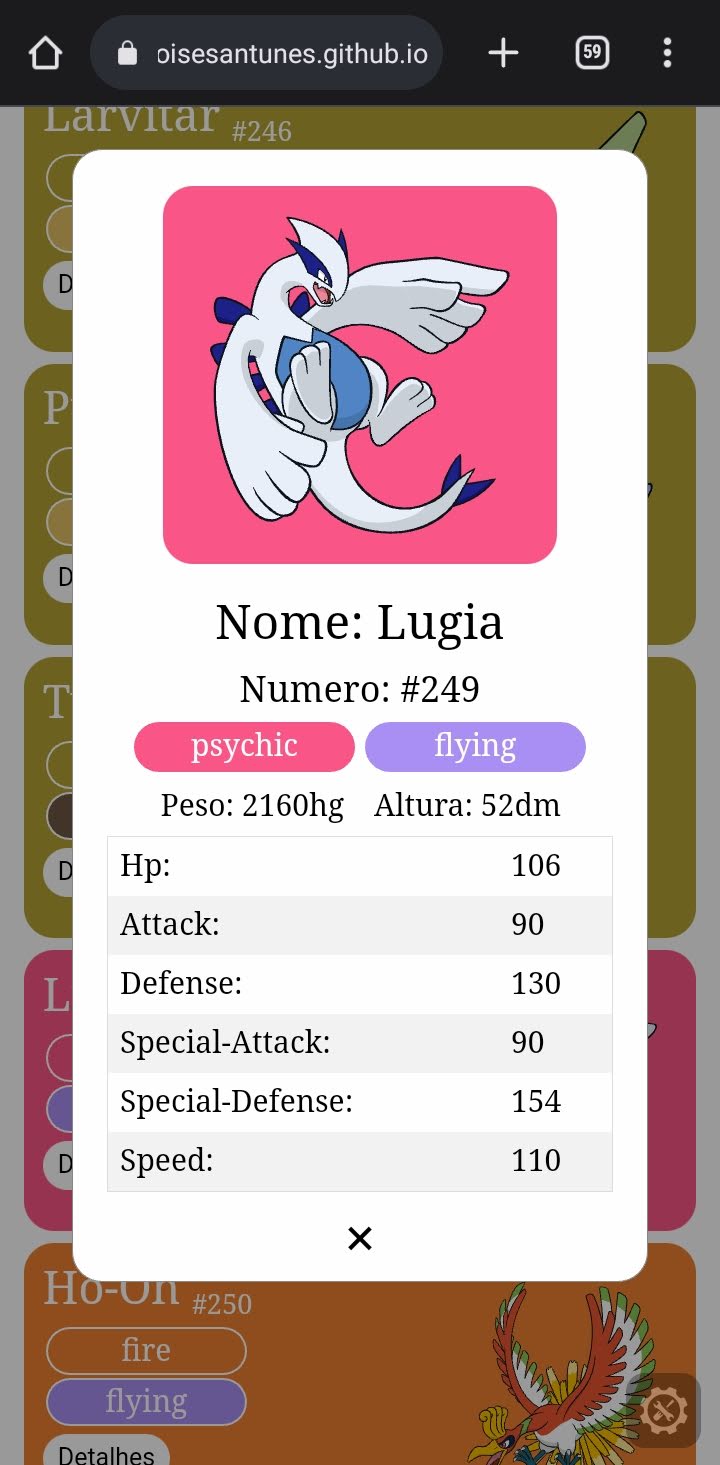 oisesantunes.github.io
59
Larvitar #246
D
P
D
T
D
L
D
Nome: Lugia
Numero: #249
psychic flying
Peso: 2160hg Altura: 52dm
Hp: 106
Attack: 90
Defense: 130
Special-Attack: 90
Special-Defense: 154
Speed: 110
×
Ho-Oh #250
fire
flying
Detalhes